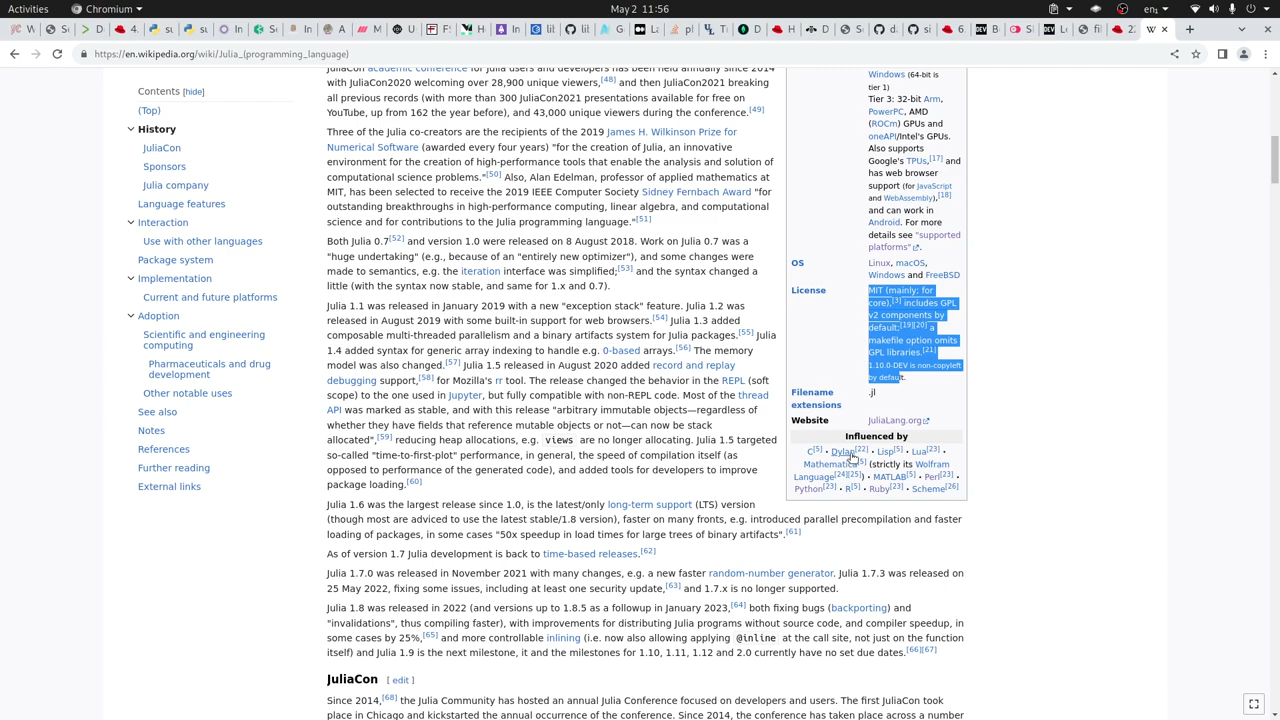 Activities
Chromium
May 2 11:56
https://en.wikipedia.org/wiki/Julia_(programming_language)
Contents [hide]
(Top)
History
JuliaCon
Sponsors
Julia company
Language features
Interaction
Use with other languages
Package system
Implementation
Current and future platforms
Adoption
Scientific and engineering
computing
Pharmaceuticals and drug
development
Other notable uses
See also
Notes
References
Further reading
External links
JuliaCon academic conference for Julia users and developers has been held annually since 2014
with JuliaCon2020 welcoming over 28,900 unique viewers,[48] and then JuliaCon2021 breaking
all previous records (with more than 300 JuliaCon2021 presentations available for free on
YouTube, up from 162 the year before), and 43,000 unique viewers during the conference.[49]
Three of the Julia co-creators are the recipients of the 2019 James H. Wilkinson Prize for
Numerical Software (awarded every four years) "for the creation of Julia, an innovative
environment for the creation of high-performance tools that enable the analysis and solution of
computational science problems."[50] Also, Alan Edelman, professor of applied mathematics at
MIT, has been selected to receive the 2019 IEEE Computer Society Sidney Fernbach Award "for
outstanding breakthroughs in high-performance computing, linear algebra, and computational
science and for contributions to the Julia programming language."[51]
Both Julia 0.7[52] and version 1.0 were released on 8 August 2018. Work on Julia 0.7 was a
"huge undertaking" (e.g., because of an "entirely new optimizer"), and some changes were
made to semantics, e.g. the iteration interface was simplified;[53] and the syntax changed a
little (with the syntax now stable, and same for 1.x and 0.7).
Julia 1.1 was released in January 2019 with a new "exception stack" feature. Julia 1.2 was
released in August 2019 with some built-in support for web browsers.[54] Julia 1.3 added
composable multi-threaded parallelism and a binary artifacts system for Julia packages.[55] Julia
1.4 added syntax for generic array indexing to handle e.g. 0-based arrays.[56] The memory
model was also changed.[57] Julia 1.5 released in August 2020 added record and replay
debugging support,[58] for Mozilla's rr tool. The release changed the behavior in the REPL (soft
scope) to the one used in Jupyter, but fully compatible with non-REPL code. Most of the thread
API was marked as stable, and with this release "arbitrary immutable objects—regardless of
whether they have fields that reference mutable objects or not—can now be stack
allocated",[59] reducing heap allocations, e.g. views are no longer allocating. Julia 1.5 targeted
so-called "time-to-first-plot" performance, in general, the speed of compilation itself (as
opposed to performance of the generated code), and added tools for developers to improve
package loading.[60]
Julia 1.6 was the largest release since 1.0, is the latest/only long-term support (LTS) version
(though most are adviced to use the latest stable/1.8 version), faster on many fronts, e.g. introduced parallel precompilation and faster
loading of packages, in some cases "50x speedup in load times for large trees of binary artifacts".[61]
As of version 1.7 Julia development is back to time-based releases.[62]
Julia 1.7.0 was released in November 2021 with many changes, e.g. a new faster random-number generator. Julia 1.7.3 was released on
25 May 2022, fixing some issues, including at least one security update,[63] and 1.7.x is no longer supported.
Julia 1.8 was released in 2022 (and versions up to 1.8.5 as a followup in January 2023,[64] both fixing bugs (backporting) and
"invalidations", thus compiling faster), with improvements for distributing Julia programs without source code, and compiler speedup, in
some cases by 25%,[65] and more controllable inlining (i.e. now also allowing applying @inline at the call site, not just on the function
itself) and Julia 1.9 is the next milestone, it and the milestones for 1.10, 1.11, 1.12 and 2.0 currently have no set due dates.[66][67]
JuliaCon [ edit ]
Since 2014,[68] the Julia Community has hosted an annual Julia Conference focused on developers and users. The first JuliaCon took
place in Chicago and kickstarted the annual occurrence of the conference. Since 2014, the conference has taken place across a number
Windows (64-bit is
tier 1)
Tier 3: 32-bit Arm,
PowerPC, AMD
(ROCm) GPUs and
oneAPI/Intel's GPUs.
Also supports
Google's TPUs,[17] and
has web browser
support (for JavaScript
and WebAssembly),[18]
and can work in
Android. For more
details see "supported
platforms".
OS
Linux, macOS,
Windows and FreeBSD
License
MIT (mainly; for
core),[3] includes GPL
v2 components by
default;[19][20] a
makefile option omits
GPL libraries.[21]
1.10.0-DEV is non-copyleft
by default.
Filename
extensions
.jl
Website
JuliaLang.org
Influenced by
C[5] • Dylan[22] • Lisp[5] • Lua[23] •
Mathematica[5] (strictly its Wolfram
Language[24][25]) • MATLAB[5] • Perl[23] •
Python[23] • R[5] • Ruby[23] • Scheme[26]